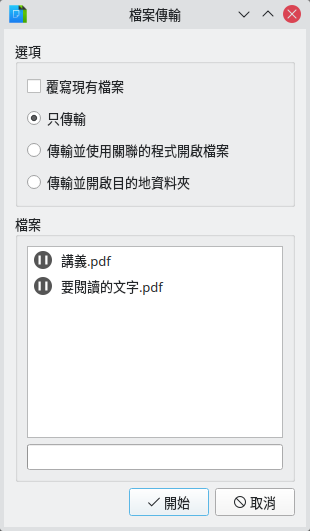 檔案傳輸
選項
覆寫現有檔案
只傳輸
傳輸並使用關聯的程式開啟檔案
傳輸並開啟目的地資料夾
檔案
講義.pdf
要閱讀的文字.pdf
開始
取消